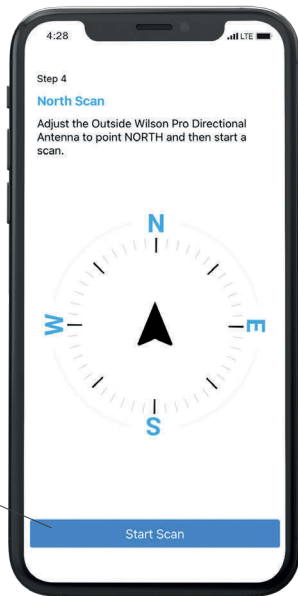 4:28
LTE
Step 4
North Scan
Adjust the Outside Wilson Pro Directional
Antenna to point NORTH and then start a
scan.
N
W
E
S
Start Scan